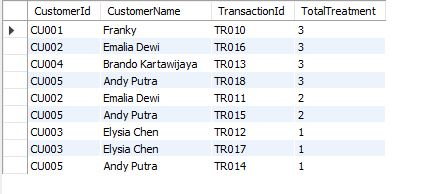 CustomerId CustomerName TransactionId TotalTreatment
CU001 Franky TR010 3
CU002 Emalia Dewi TR016 3
CU004 Brando Kartawijaya TR013 3
CU005 Andy Putra TR018 3
CU002 Emalia Dewi TR011 2
CU005 Andy Putra TR015 2
CU003 Elysia Chen TR012 1
CU003 Elysia Chen TR017 1
CU005 Andy Putra TR014 1